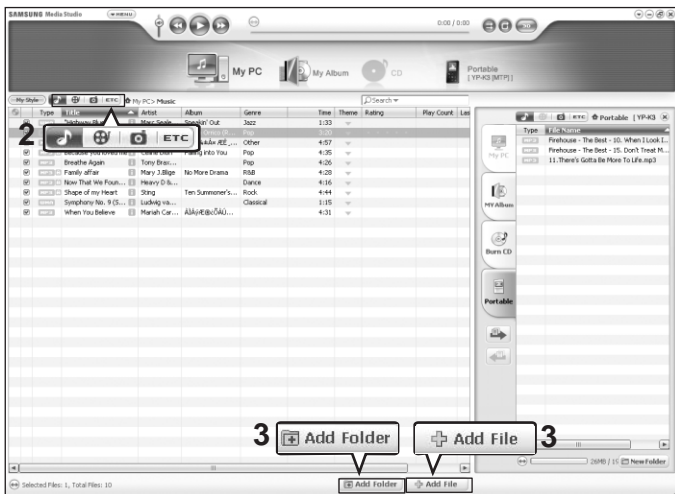 SAMSUNG Media Studio
MENU
0:00 / 0:00
3D
My PC
My Album
CD
Portable
[ YP-K3 [MTP] ]
My Style
ETC
My PC> Music
Search
Type Title Artist Album Genre Time Theme Rating Play Count
Speakin' Out Jazz 1:33
Pop 3:20
Other 4:57
Falling into You Pop 4:35
Breathe Again Tony Brax... Pop 4:26
Family affair Mary J.Blige No More Drama R&B 4:28
Now That We Foun... Heavy D &... Dance 4:16
Shape of my Heart Sting Ten Summoner's... Rock 4:44
Symphony No. 9 (S... Ludwig va... Classical 1:15
When You Believe Mariah Car... 4:31
2
ETC
ETC Portable [ YP-K3
Type File Name
Firehouse - The Best - 10. When I Look I...
Firehouse - The Best - 15. Don't Treat M...
11.There's Gotta Be More To Life.mp3
My PC
MY Album
Burn CD
Portable
3 Add Folder
Add File 3
New Folder
Selected Files: 1, Total Files: 10
Add Folder
Add File